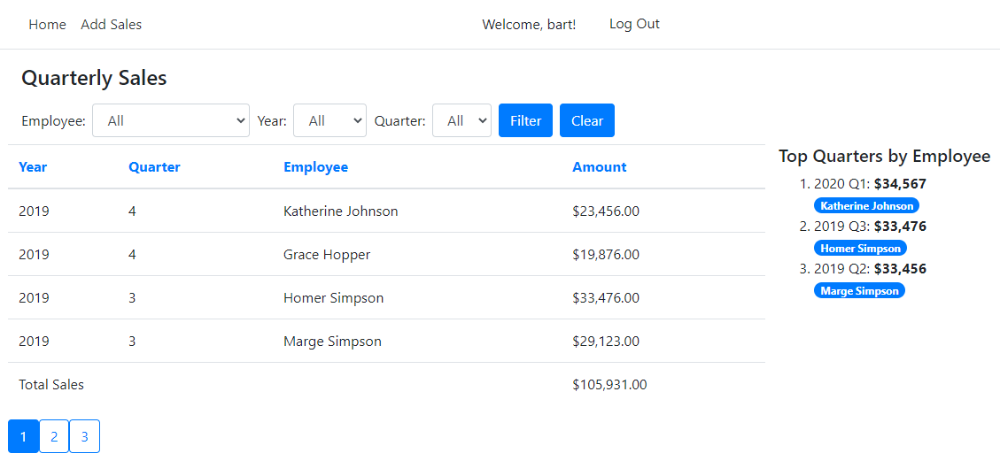 Home Add Sales Welcome, bart! Log Out
Quarterly Sales
Employee: All Year: All Quarter: All Filter Clear
Year Quarter Employee Amount
2019 4 Katherine Johnson $23,456.00
2019 4 Grace Hopper $19,876.00
2019 3 Homer Simpson $33,476.00
2019 3 Marge Simpson $29,123.00
Total Sales $105,931.00
1 2 3
Top Quarters by Employee
1. 2020 Q1: $34,567
Katherine Johnson
2. 2019 Q3: $33,476
Homer Simpson
3. 2019 Q2: $33,456
Marge Simpson